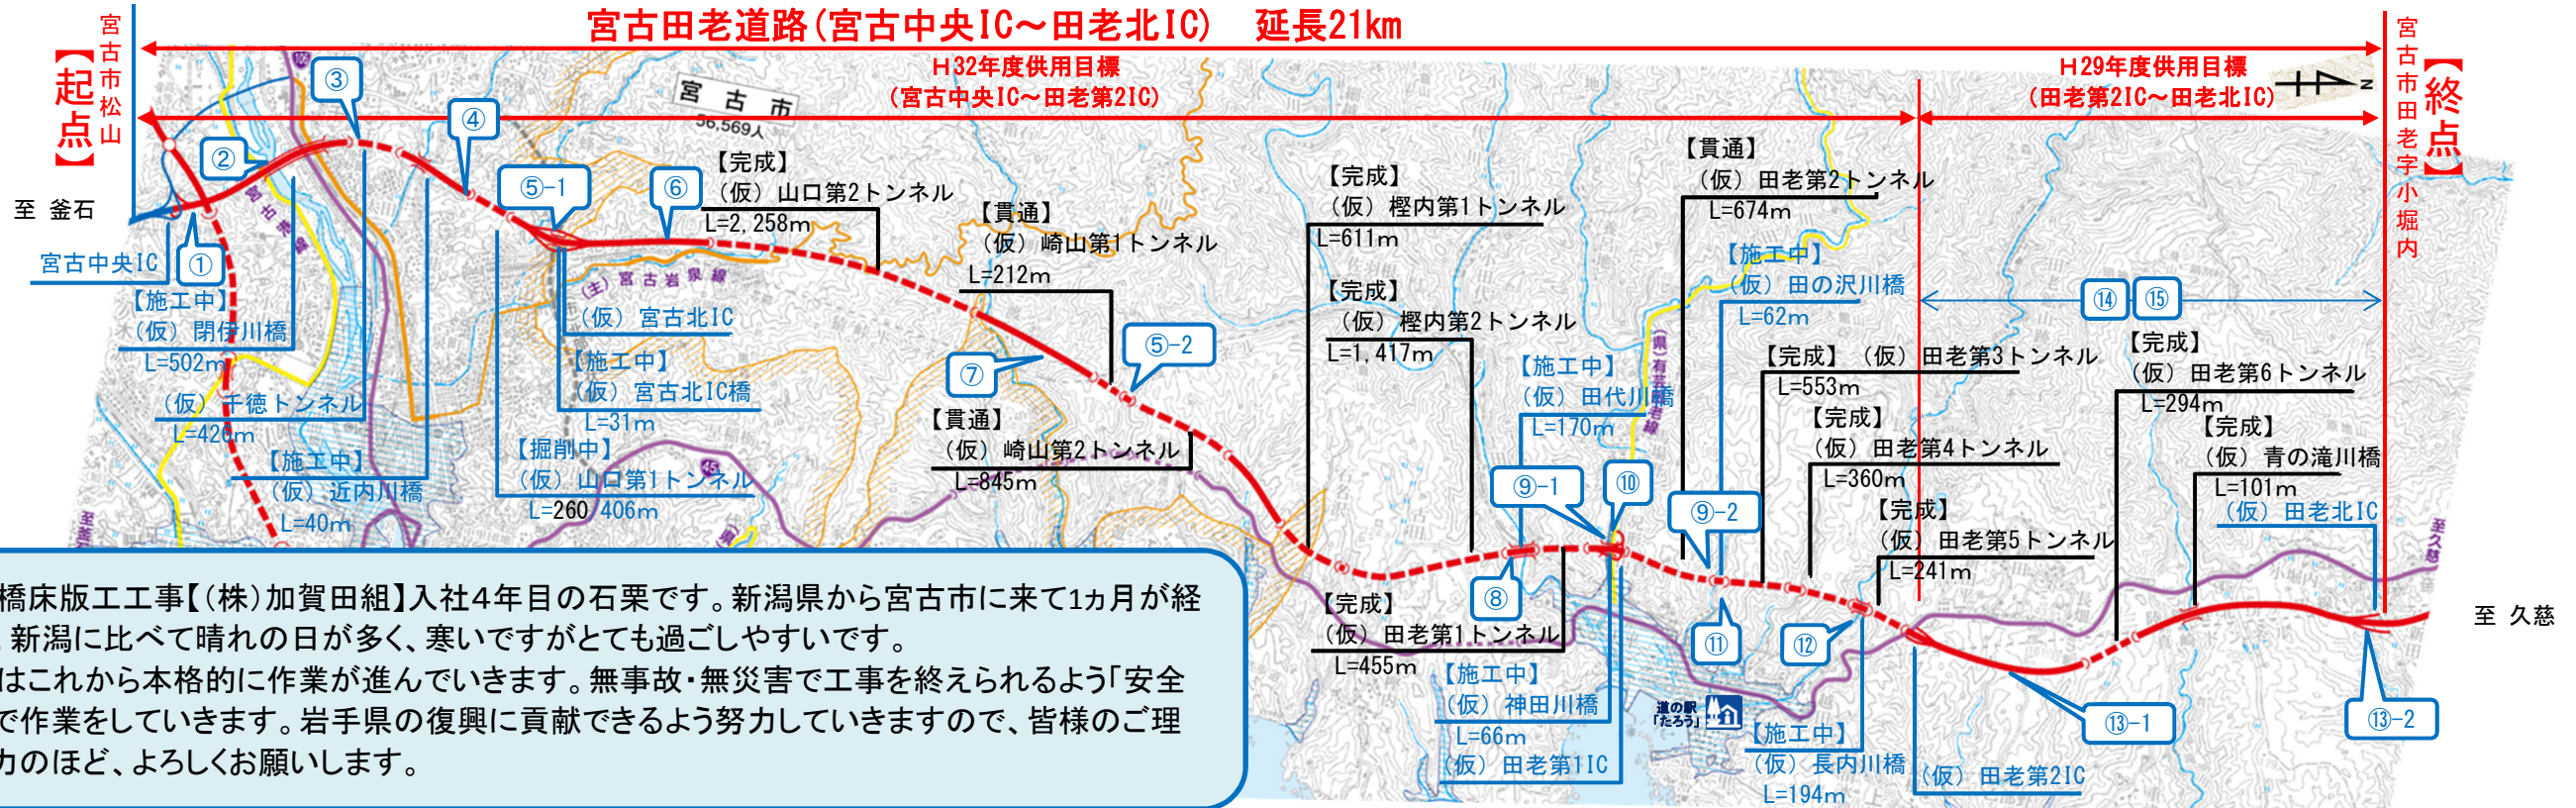 宮古田老道路(宮古中央IC～田老北IC)　延長21km
【起点】
宮古市松山
【終点】
宮古市田老字小堀内
H32年度供用目標
(宮古中央IC～田老第2IC)
H29年度供用目標
(田老第2IC～田老北IC)
N
宮古市
56,569人
106
至 釜石
至 久慈
宮古中央IC
①
②
③
④
⑤-1
⑥
【施工中】
(仮) 閉伊川橋
L=502m
(仮) 千徳トンネル
L=426m
【施工中】
(仮) 近内川橋
L=40m
(主) 宮古岩泉線
(仮) 宮古北IC
【施工中】
(仮) 宮古北IC橋
L=31m
【掘削中】
(仮) 山口第1トンネル
L=260/406m
45
【完成】
(仮) 山口第2トンネル
L=2,258m
【貫通】
(仮) 崎山第1トンネル
L=212m
⑦
⑤-2
【貫通】
(仮) 崎山第2トンネル
L=845m
【完成】
(仮) 樫内第1トンネル
L=611m
【完成】
(仮) 樫内第2トンネル
L=1,417m
【施工中】
(仮) 田代川橋
L=170m
(県) 有芸田老線
⑧
⑨-1
⑩
⑨-2
【完成】
(仮) 田老第1トンネル
L=455m
【施工中】
(仮) 神田川橋
L=66m
(仮) 田老第1IC
【貫通】
(仮) 田老第2トンネル
L=674m
【施工中】
(仮) 田の沢川橋
L=62m
【完成】(仮) 田老第3トンネル
L=553m
【完成】
(仮) 田老第4トンネル
L=360m
【完成】
(仮) 田老第5トンネル
L=241m
⑪
⑫
道の駅
「たろう」
【施工中】
(仮) 長内川橋
L=194m
(仮) 田老第2IC
⑭
⑮
【完成】
(仮) 田老第6トンネル
L=294m
【完成】
(仮) 青の滝川橋
L=101m
(仮) 田老北IC
⑬-1
⑬-2
至久慈
橋床版工工事【(株)加賀田組】入社４年目の石栗です。新潟県から宮古市に来て1ヵ月が経
新潟に比べて晴れの日が多く、寒いですがとても過ごしやすいです。
はこれから本格的に作業が進んでいきます。無事故・無災害で工事を終えられるよう「安全
で作業をしていきます。岩手県の復興に貢献できるよう努力していきますので、皆様のご理
力のほど、よろしくお願いします。